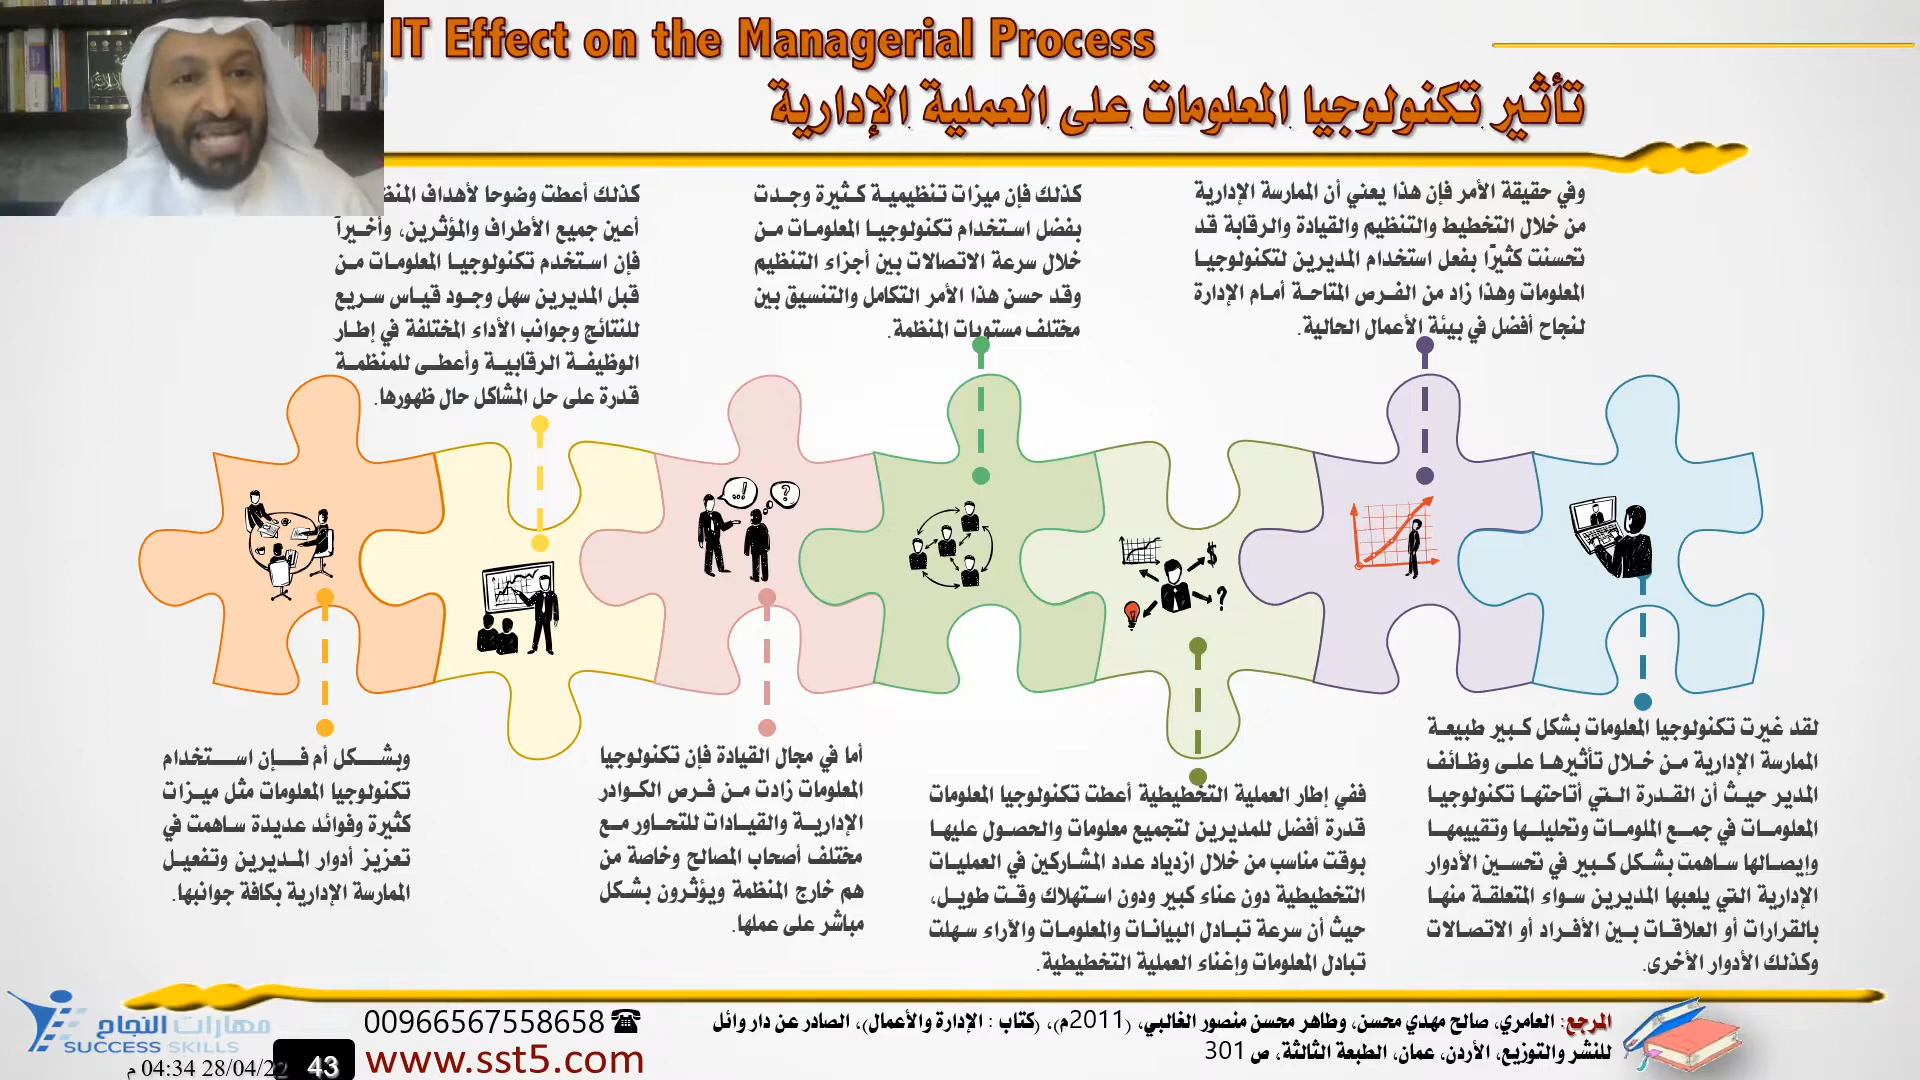 IT Effect on the Managerial Process
تأثير تكنولوجيا المعلومات على العملية الإدارية
وفي حقيقة الأمر فإن هذا يعني أن الممارسة الإدارية
من خلال التخطيط والتنظيم والقيادة والرقابة قد
تحسنت كثيرًا بفعل استخدام المديرين لتكنولوجيا
المعلومات وهذا زاد من الفرص المتاحة أمام الإدارة
لنجاح أفضل في بيئة الأعمال الحالية.
كذلك فإن ميزات تنظيمية كثيرة وجدت
بفضل استخدام تكنولوجيا المعلومات من
خلال سرعة الاتصالات بين أجزاء التنظيم
وقد حسن هذا الأمر التكامل والتنسيق بين
مختلف مستويات المنظمة.
كذلك أعطت وضوحا لأهداف
أعين جميع الأطراف والمؤثرين، وأخيراً
فإن استخدم تكنولوجيا المعلومات من
قبل المديرين سهل وجود قياس سريع
للنتائج وجوانب الأداء المختلفة في إطار
الوظيفة الرقابية وأعطى للمنظمة
قدرة على حل المشاكل حال ظهورها.
لقد غيرت تكنولوجيا المعلومات بشكل كبير طبيعة
الممارسة الإدارية من خلال تأثيرها على وظائف
المدير حيث أن القدرة التي أتاحتها تكنولوجيا
المعلومات في جمع الملومات وتحليلها وتقييمها
وإيصالها ساهمت بشكل كبير في تحسين الأدوار
الإدارية التي يلعبها المديرين سواء المتعلقة منها
بالقرارات أو العلاقات بين الأفراد أو الاتصالات
وكذلك الأدوار الأخرى.
ففي إطار العملية التخطيطية أعطت تكنولوجيا المعلومات
قدرة أفضل للمديرين لتجميع معلومات والحصول عليها
بوقت مناسب من خلال ازدياد عدد المشاركين في العمليات
التخطيطية دون عناء كبير ودون استهلاك وقت طويل،
حيث أن سرعة تبادل البيانات والمعلومات والآراء سهلت
تبادل المعلومات وإغناء العملية التخطيطية.
أما في مجال القيادة فإن تكنولوجيا
المعلومات زادت من فرص الكوادر
الإدارية والقيادات للتحاور مع
مختلف أصحاب المصالح وخاصة من
هم خارج المنظمة ويؤثرون بشكل
مباشر على عملها.
وبشكل أم فإن استخدام
تكنولوجيا المعلومات مثل ميزات
كثيرة وفوائد عديدة ساهمت في
تعزيز أدوار المديرين وتفعيل
الممارسة الإدارية بكافة جوانبها.
المرجع: العامري، صالح مهدي محسن، وطاهر محسن منصور الغالبي، (2011م)، (كتاب : الإدارة والأعمال)، الصادر عن دار وائل
للنشر والتوزيع، الأردن، عمان، الطبعة الثالثة، ص 301
00966567558658
www.sst5.com
مهارات النجاح
SUCCESS SKILLS
04:34 28/04/22 م
43